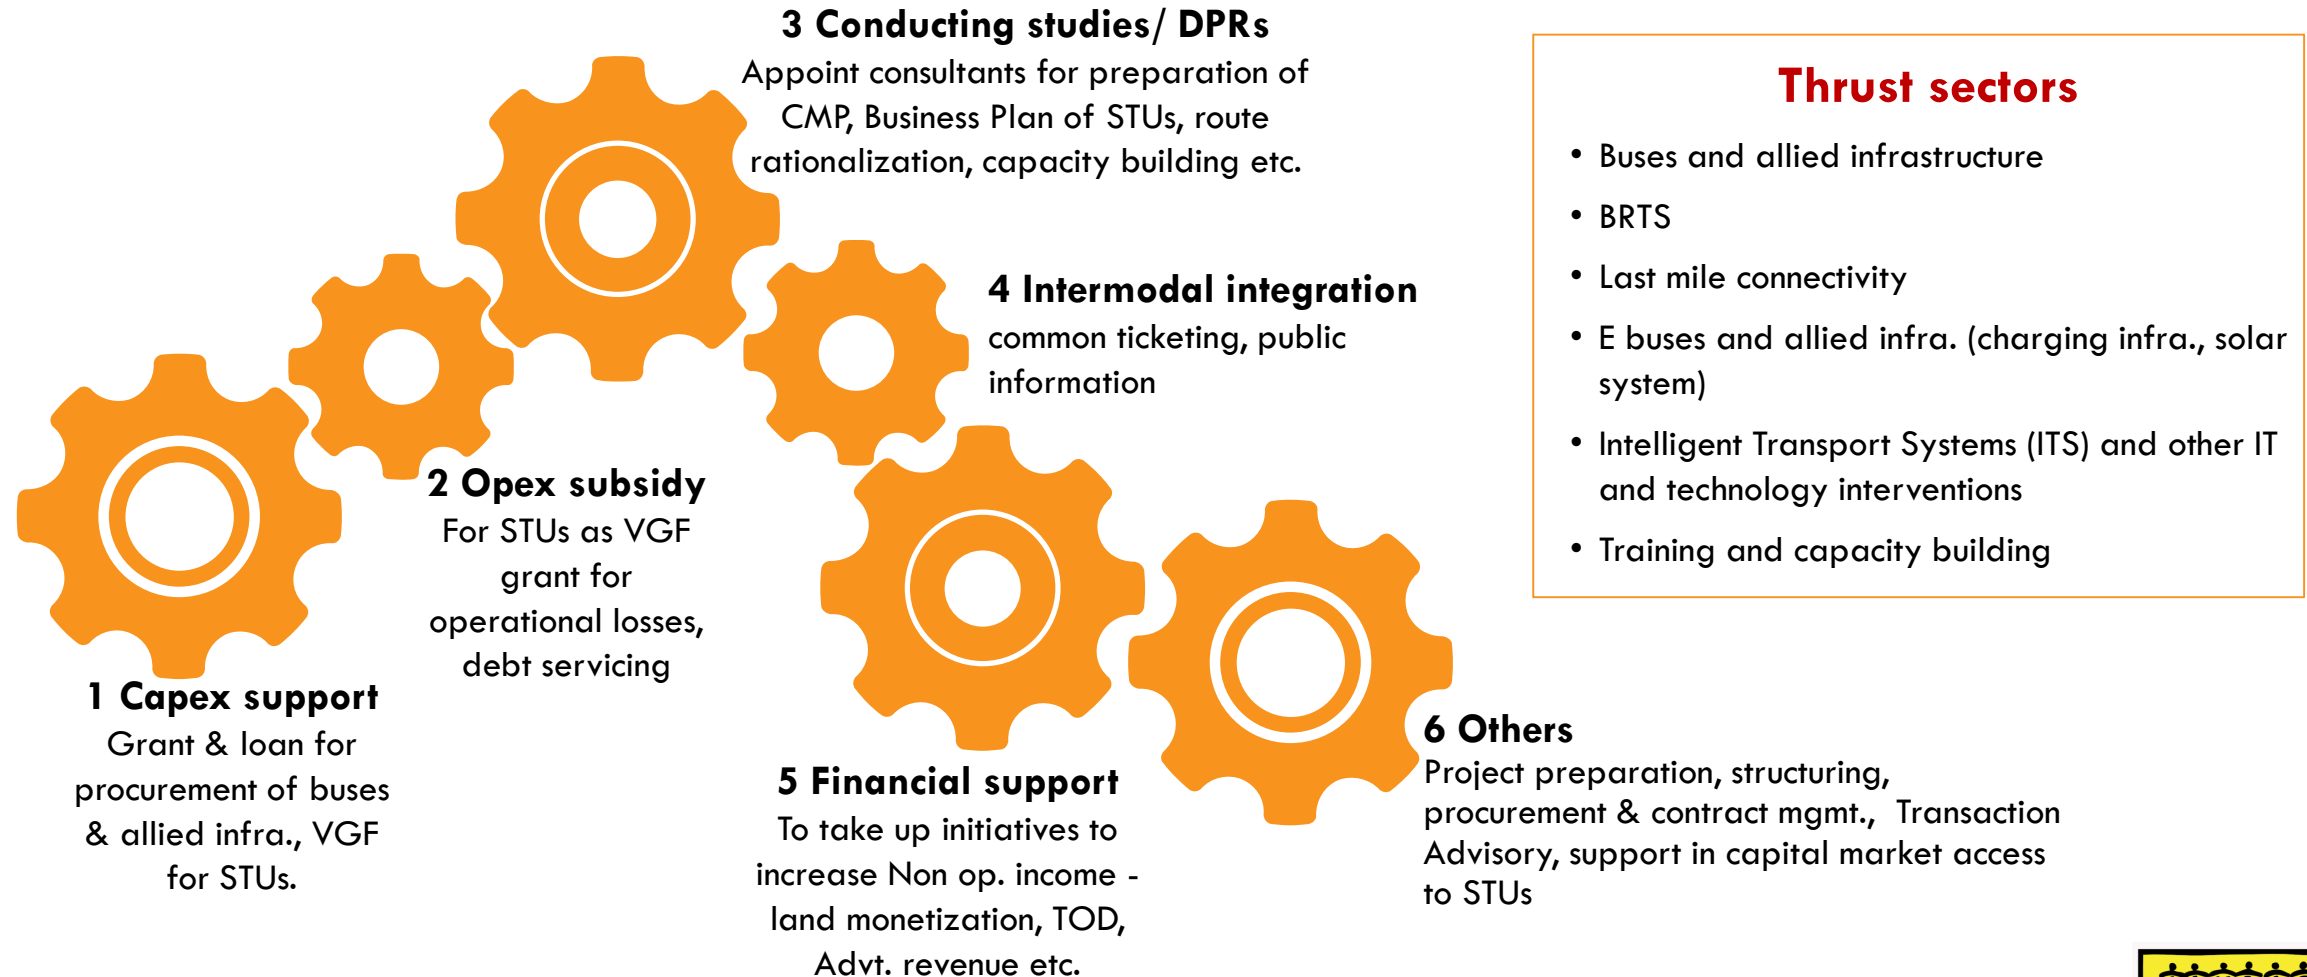 3 Conducting studies/ DPRs
Appoint consultants for preparation of
CMP, Business Plan of STUs, route
rationalization, capacity building etc.
4 Intermodal integration
common ticketing, public
information
2 Opex subsidy
For STUs as VGF
grant for
operational losses,
debt servicing
1 Capex support
Grant & loan for
procurement of buses
& allied infra., VGF
for STUs.
5 Financial support
To take up initiatives to
increase Non op. income -
land monetization, TOD,
Advt. revenue etc.
6 Others
Project preparation, structuring,
procurement & contract mgmt., Transaction
Advisory, support in capital market access
to STUs
Thrust sectors
• Buses and allied infrastructure
• BRTS
• Last mile connectivity
• E buses and allied infra. (charging infra., solar
system)
• Intelligent Transport Systems (ITS) and other IT
and technology interventions
• Training and capacity building